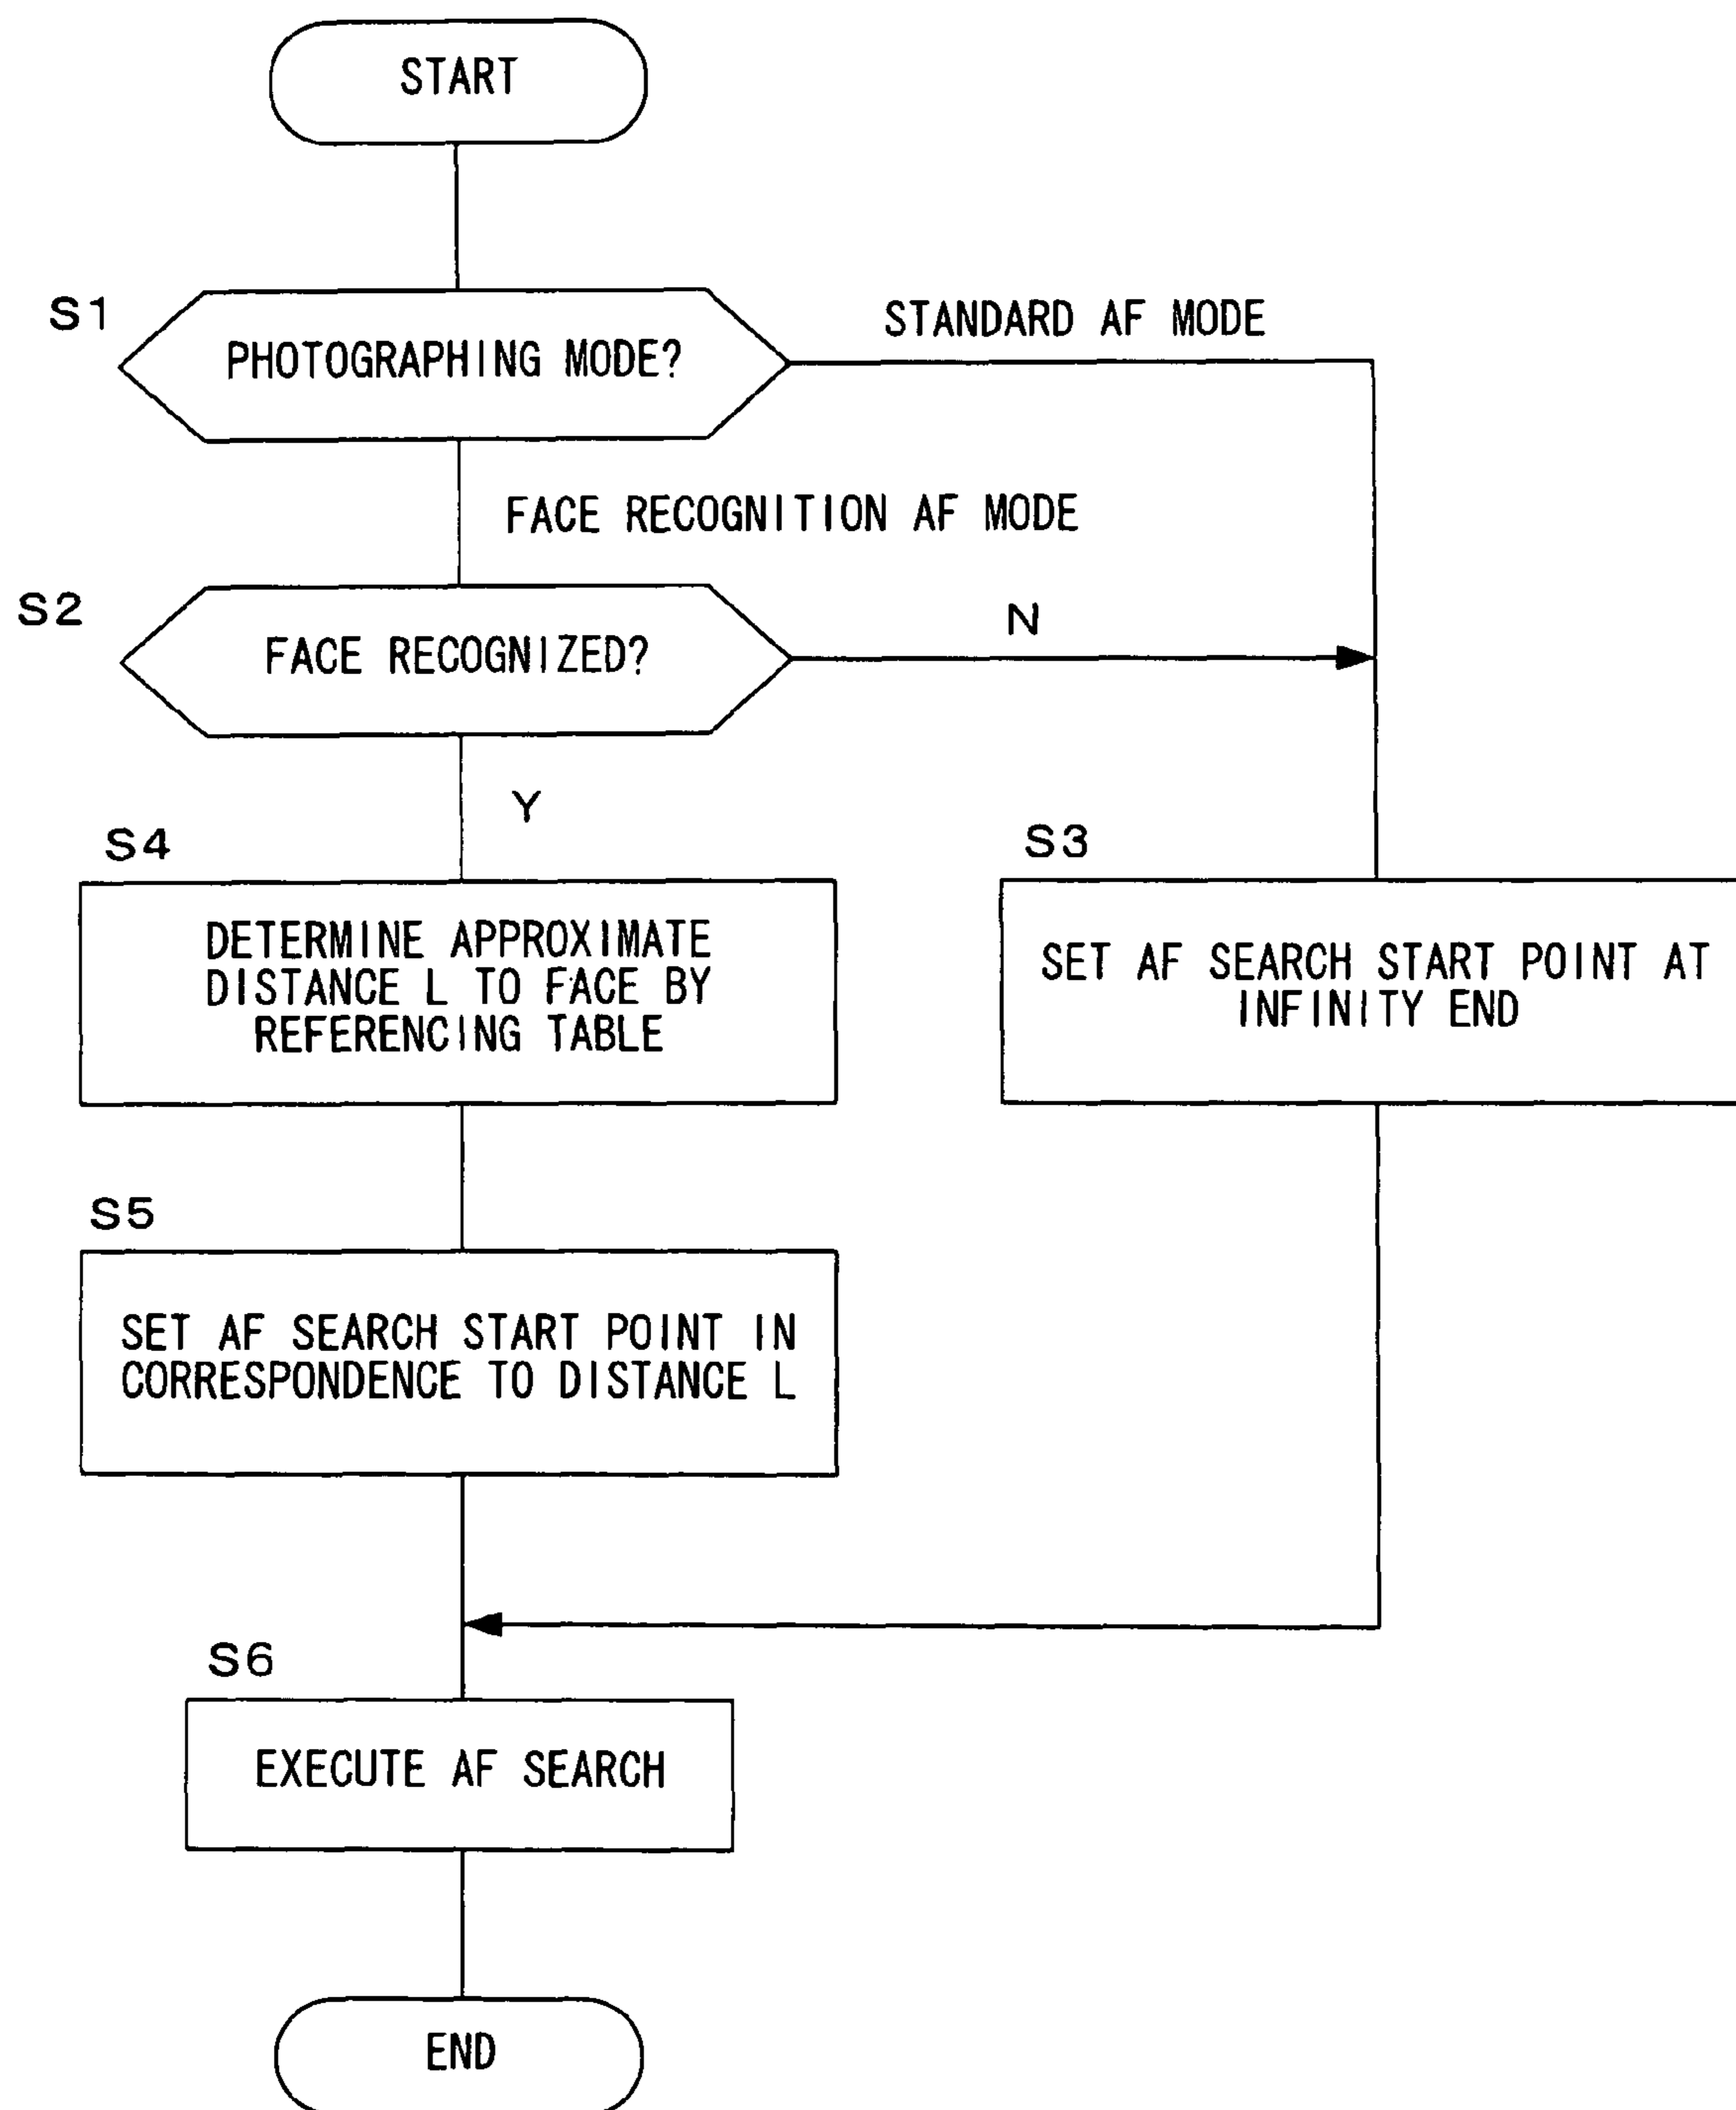 START
S1
PHOTOGRAPHING MODE?
STANDARD AF MODE
FACE RECOGNITION AF MODE
S2
FACE RECOGNIZED?
N
Y
S4
DETERMINE APPROXIMATE
DISTANCE L TO FACE BY
REFERENCING TABLE
S3
SET AF SEARCH START POINT AT
INFINITY END
S5
SET AF SEARCH START POINT IN
CORRESPONDENCE TO DISTANCE L
S6
EXECUTE AF SEARCH
END